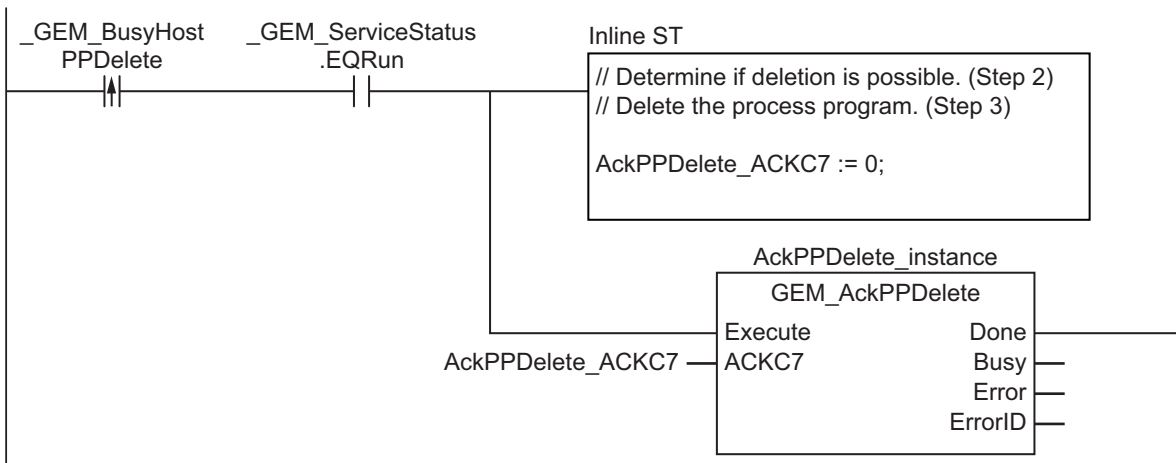 _GEM_BusyHost
PPDelete
_GEM_ServiceStatus
.EQRun
Inline ST
// Determine if deletion is possible. (Step 2)
// Delete the process program. (Step 3)
AckPPDelete_ACKC7 := 0;
AckPPDelete_instance
GEM_AckPPDelete
Execute Done
AckPPDelete_ACKC7 ACKC7 Busy
Error
ErrorID